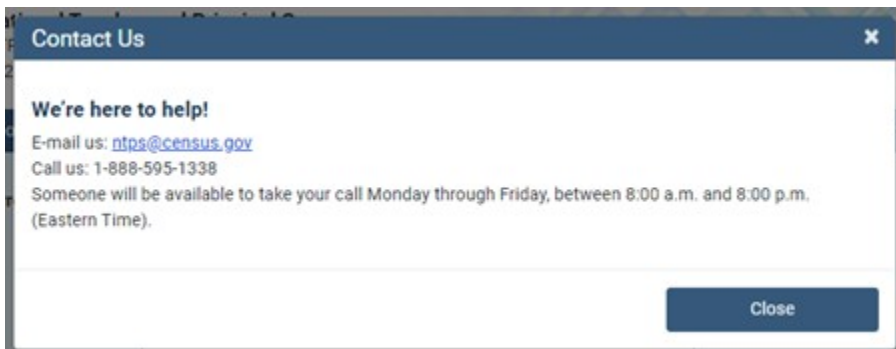 Contact Us
We're here to help!
E-mail us: ntps@census.gov
Call us: 1-888-595-1338
Someone will be available to take your call Monday through Friday, between 8:00 a.m. and 8:00 p.m.
(Eastern Time).
Close